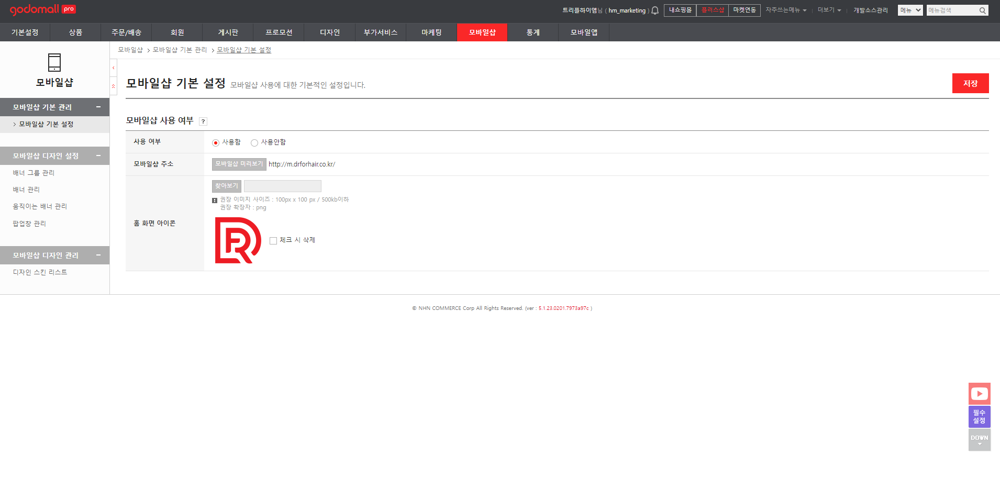 godomall pro
트리플하이엠님 ( hm_marketing ) 내쇼핑몰 플러스샵 마켓연동 자주쓰는메뉴 더보기 개발소스관리 메뉴 메뉴검색
기본설정 상품 주문/배송 회원 게시판 프로모션 디자인 부가서비스 마케팅 모바일샵 통계 모바일앱
모바일샵 > 모바일샵 기본 관리 > 모바일샵 기본 설정
모바일샵
모바일샵 기본 관리
> 모바일샵 기본 설정
모바일샵 디자인 설정
배너 그룹 관리
배너 관리
움직이는 배너 관리
팝업창 관리
모바일샵 디자인 관리
디자인 스킨 리스트
모바일샵 기본 설정 모바일샵 사용에 대한 기본적인 설정입니다.
저장
모바일샵 사용 여부 ?
사용 여부 사용함 사용안함
모바일샵 주소 모바일샵 미리보기 http://m.drforhair.co.kr/
홈 화면 아이콘
찾아보기
! 권장 이미지 사이즈 : 100px x 100 px / 500kb이하
권장 확장자 : png
체크 시 삭제
© NHN COMMERCE Corp All Rights Reserved. (ver : 5.1.23.0201.7973a97c )
필수
설정
DOWN